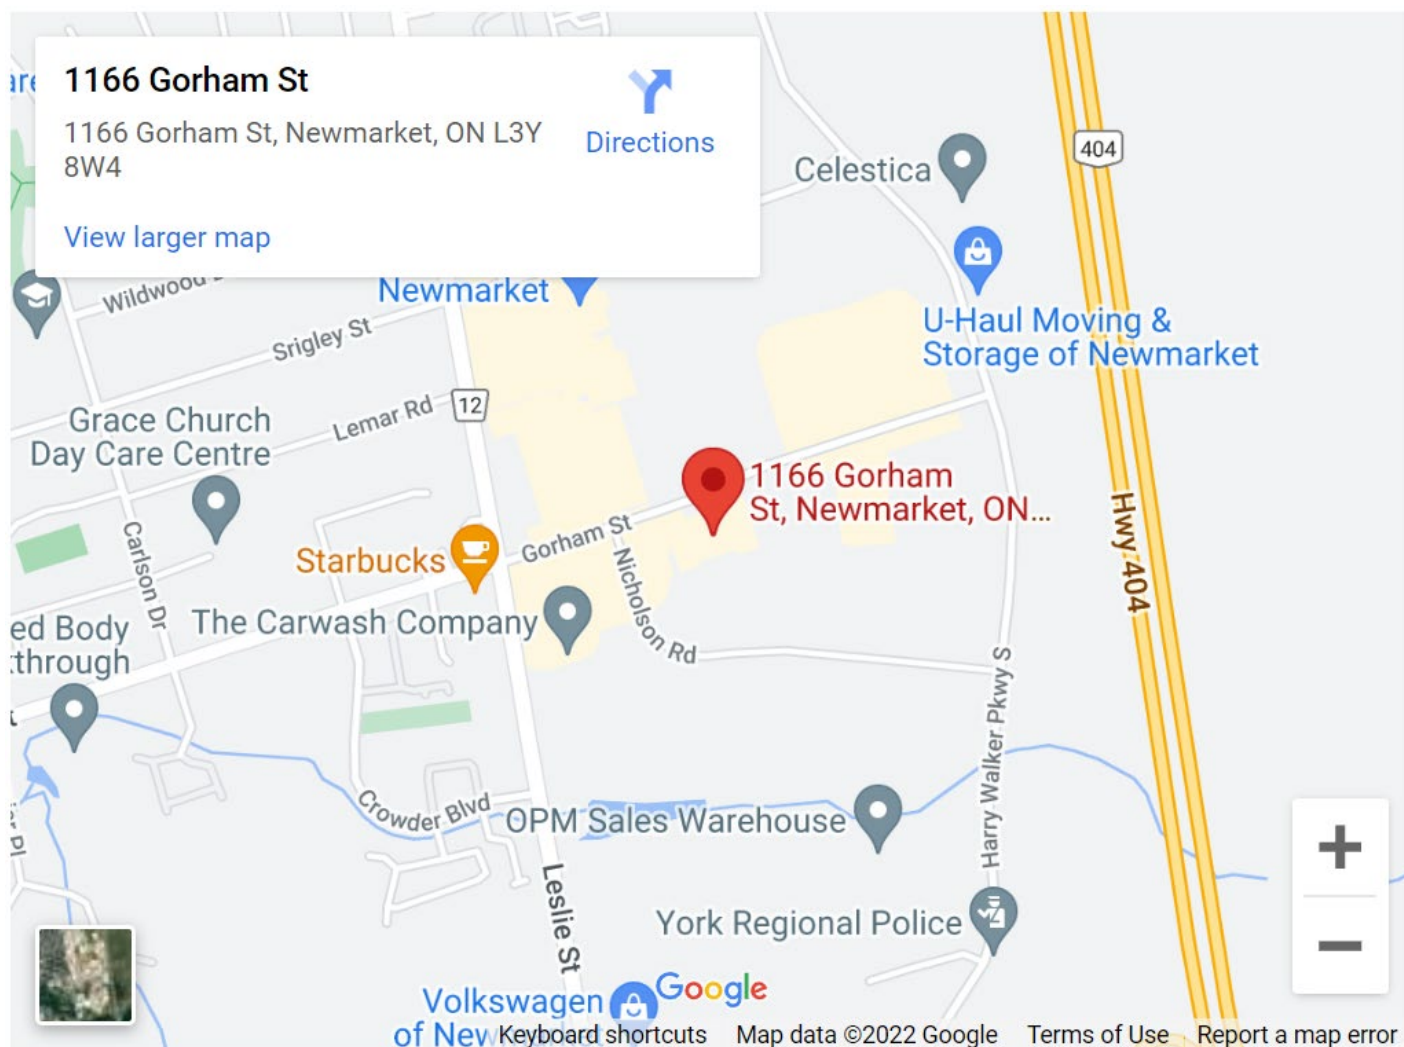 1166 Gorham St
1166 Gorham St, Newmarket, ON L3Y
8W4
Directions
View larger map
404
Celestica
Wildwood
Newmarket
Srigley St
U-Haul Moving &
Storage of Newmarket
Grace Church
Day Care Centre
Lemar Rd
12
1166 Gorham
St, Newmarket, ON...
Hwy 404
Carlson Dr
Starbucks
Gorham St
Nicholson Rd
The Carwash Company
ed Body
kthrough
Harry Walker Pkwy S
Crowder Blvd
OPM Sales Warehouse
Leslie St
York Regional Police
Google
Volkswagen
of Newmarket
Keyboard shortcuts
Map data ©2022 Google
Terms of Use
Report a map error